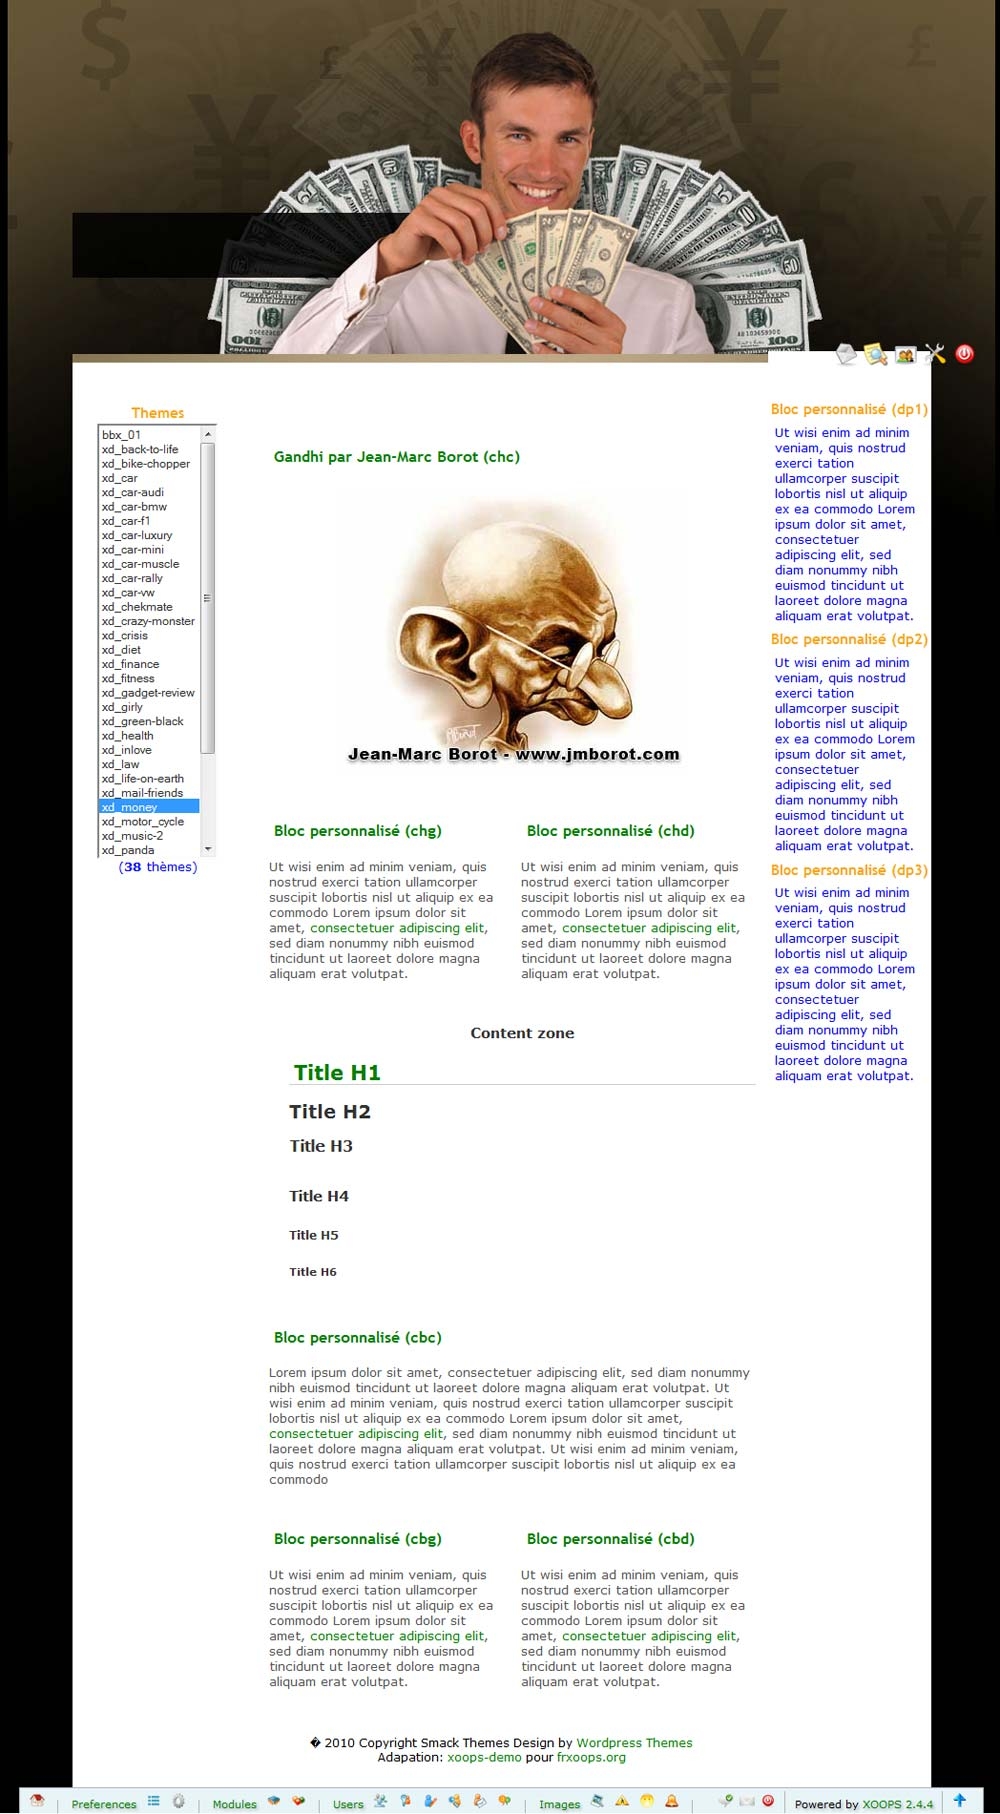 Themes
bbx_01
xd_back-to-life
xd_bike-chopper
xd_car
xd_car-audi
xd_car-bmw
xd_car-f1
xd_car-luxury
xd_car-mini
xd_car-muscle
xd_car-rally
xd_car-vw
xd_chekmate
xd_crazy-monster
xd_crisis
xd_diet
xd_finance
xd_fitness
xd_gadget-review
xd_girly
xd_green-black
xd_health
xd_inlove
xd_law
xd_life-on-earth
xd_mail-friends
xd_money
xd_motor_cycle
xd_music-2
xd_panda
(38 thèmes)
Gandhi par Jean-Marc Borot (chc)
Jean-Marc Borot - www.jmborot.com
Bloc personnalisé (chg)
Ut wisi enim ad minim veniam, quis
nostrud exerci tation ullamcorper
suscipit lobortis nisl ut aliquip ex ea
commodo Lorem ipsum dolor sit
amet, consectetuer adipiscing elit,
sed diam nonummy nibh euismod
tincidunt ut laoreet dolore magna
aliquam erat volutpat.
Bloc personnalisé (chd)
Ut wisi enim ad minim veniam, quis
nostrud exerci tation ullamcorper
suscipit lobortis nisl ut aliquip ex ea
commodo Lorem ipsum dolor sit
amet, consectetuer adipiscing elit,
sed diam nonummy nibh euismod
tincidunt ut laoreet dolore magna
aliquam erat volutpat.
Content zone
Title H1
Title H2
Title H3
Title H4
Title H5
Title H6
Bloc personnalisé (cbc)
Lorem ipsum dolor sit amet, consectetuer adipiscing elit, sed diam nonummy
nibh euismod tincidunt ut laoreet dolore magna aliquam erat volutpat. Ut
wisi enim ad minim veniam, quis nostrud exerci tation ullamcorper suscipit
lobortis nisl ut aliquip ex ea commodo Lorem ipsum dolor sit amet,
consectetuer adipiscing elit, sed diam nonummy nibh euismod tincidunt ut
laoreet dolore magna aliquam erat volutpat. Ut wisi enim ad minim veniam,
quis nostrud exerci tation ullamcorper suscipit lobortis nisl ut aliquip ex ea
commodo
Bloc personnalisé (cbg)
Ut wisi enim ad minim veniam, quis
nostrud exerci tation ullamcorper
suscipit lobortis nisl ut aliquip ex ea
commodo Lorem ipsum dolor sit
amet, consectetuer adipiscing elit,
sed diam nonummy nibh euismod
tincidunt ut laoreet dolore magna
aliquam erat volutpat.
Bloc personnalisé (cbd)
Ut wisi enim ad minim veniam, quis
nostrud exerci tation ullamcorper
suscipit lobortis nisl ut aliquip ex ea
commodo Lorem ipsum dolor sit
amet, consectetuer adipiscing elit,
sed diam nonummy nibh euismod
tincidunt ut laoreet dolore magna
aliquam erat volutpat.
Bloc personnalisé (dp1)
Ut wisi enim ad minim
veniam, quis nostrud
exerci tation
ullamcorper suscipit
lobortis nisl ut aliquip
ex ea commodo Lorem
ipsum dolor sit amet,
consectetuer
adipiscing elit, sed
diam nonummy nibh
euismod tincidunt ut
laoreet dolore magna
aliquam erat volutpat.
Bloc personnalisé (dp2)
Ut wisi enim ad minim
veniam, quis nostrud
exerci tation
ullamcorper suscipit
lobortis nisl ut aliquip
ex ea commodo Lorem
ipsum dolor sit amet,
consectetuer
adipiscing elit, sed
diam nonummy nibh
euismod tincidunt ut
laoreet dolore magna
aliquam erat volutpat.
Bloc personnalisé (dp3)
Ut wisi enim ad minim
veniam, quis nostrud
exerci tation
ullamcorper suscipit
lobortis nisl ut aliquip
ex ea commodo Lorem
ipsum dolor sit amet,
consectetuer
adipiscing elit, sed
diam nonummy nibh
euismod tincidunt ut
laoreet dolore magna
aliquam erat volutpat.
� 2010 Copyright Smack Themes Design by Wordpress Themes
Adapation: xoops-demo pour frxoops.org
Preferences Modules Users Images Powered by XOOPS 2.4.4